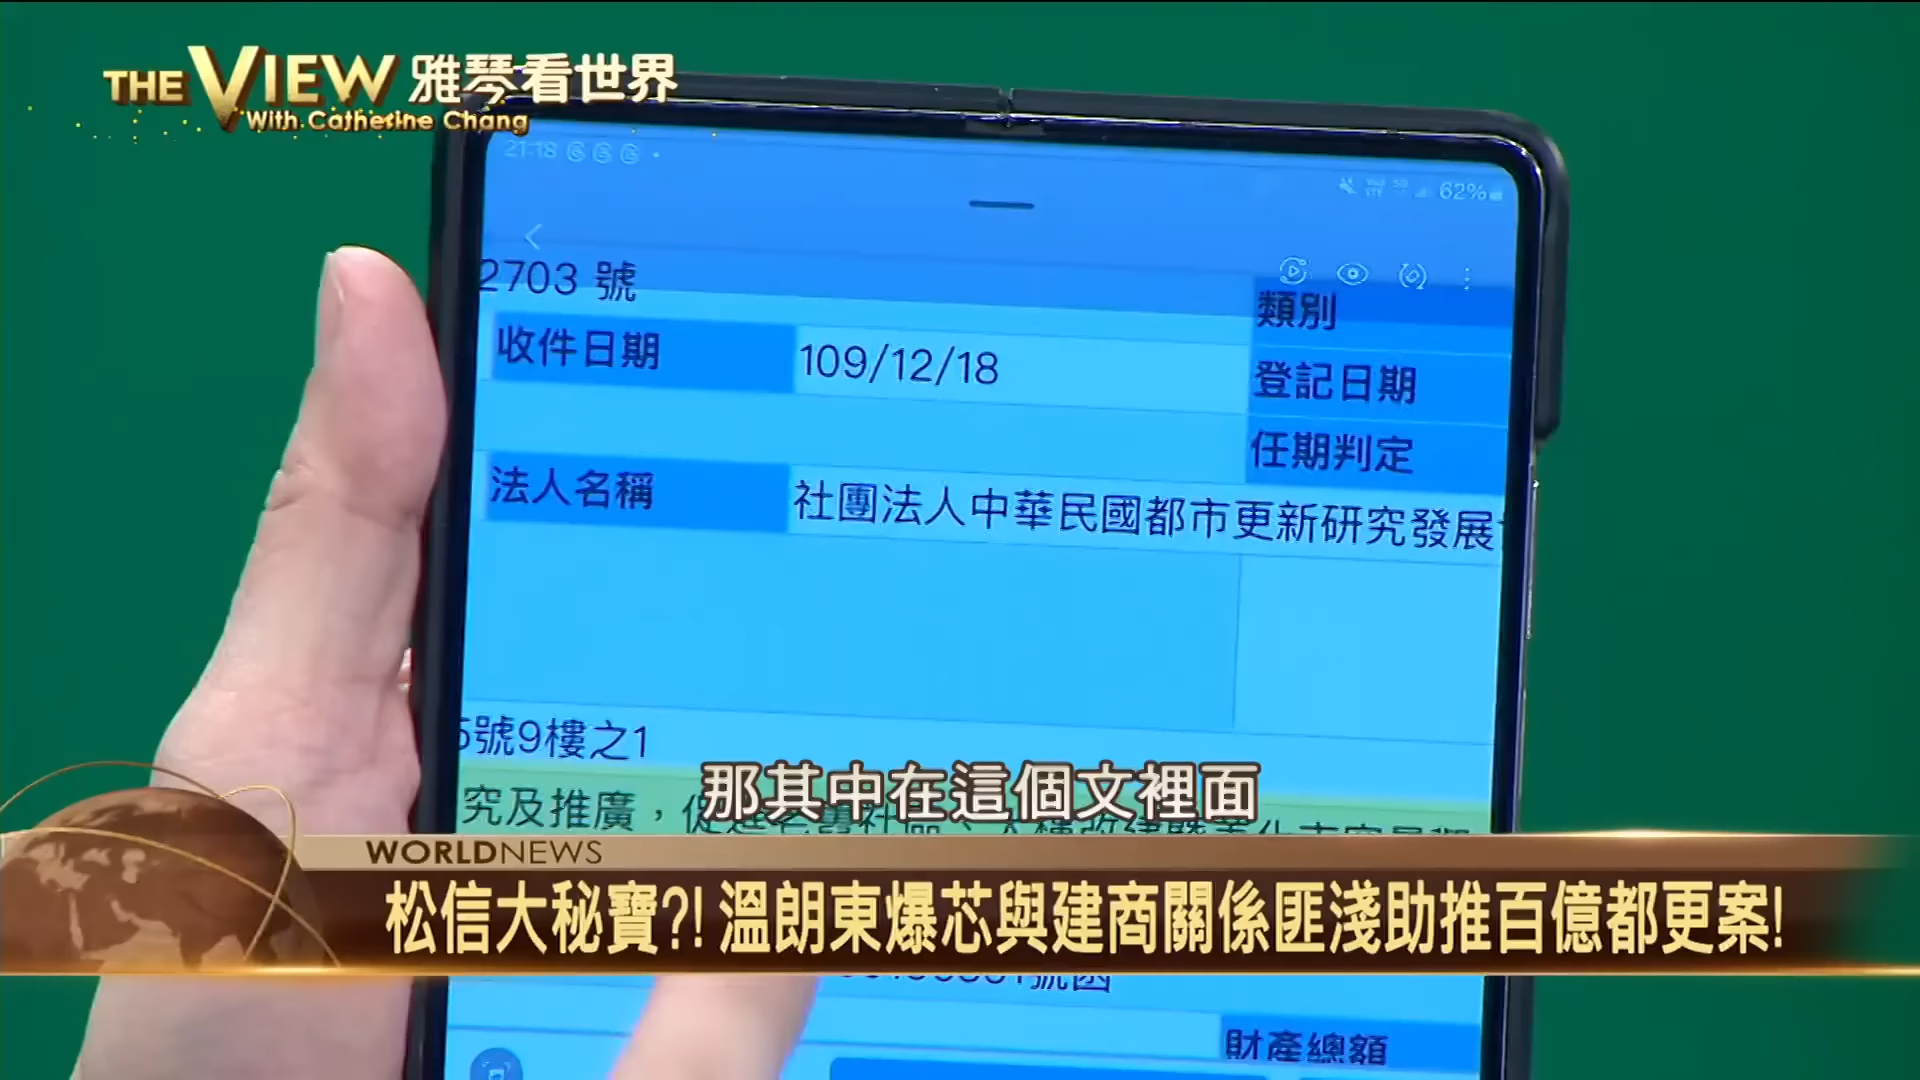 THE VIEW 雅琴看世界
With Catherine Chang
21:18
62%
2703 號
類別
收件日期
109/12/18
登記日期
任期判定
法人名稱
社團法人中華民國都市更新研究發展
號9樓之1
究及推廣，促進
那其中在這個文裡面
WORLDNEWS
松信大秘寶?! 溫朗東爆芯與建商關係匪淺助推百億都更案!
號函
財產總額